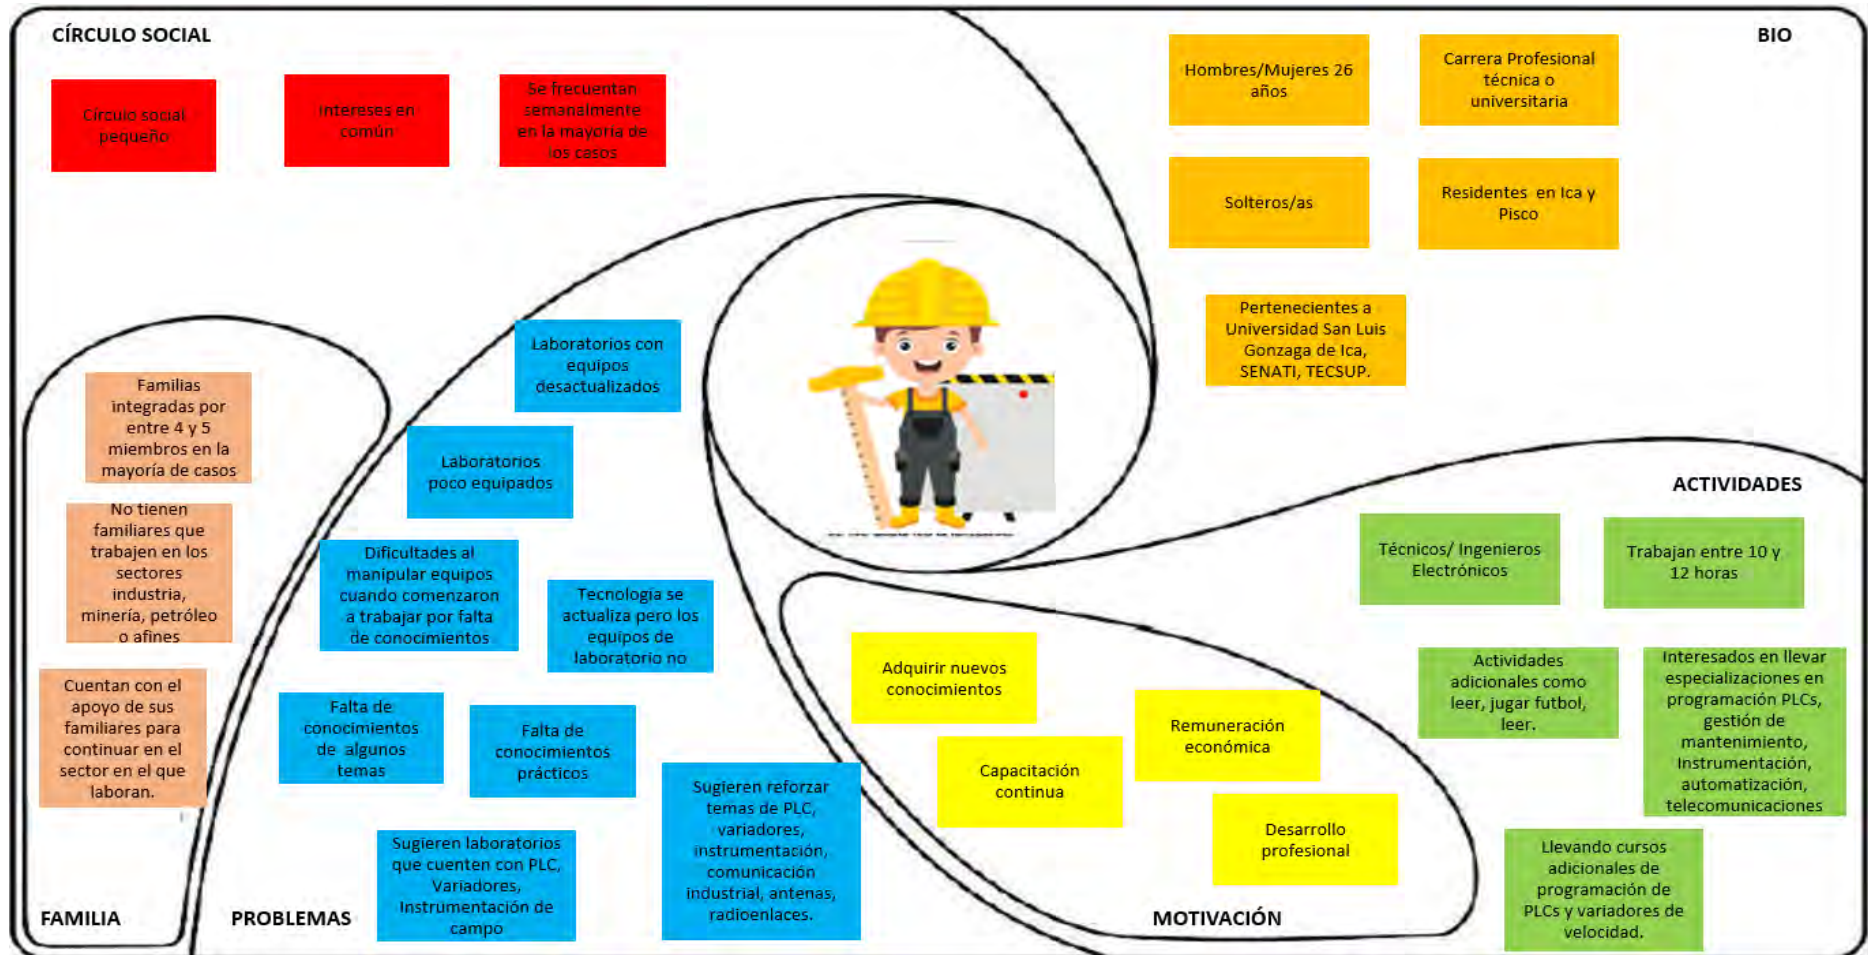 CÍRCULO SOCIAL
Círculo social
pequeño
Intereses en
común
Se frecuentan
semanalmente
en la mayoría de
los casos
BIO
Hombres/Mujeres 26
años
Carrera Profesional
técnica o
universitaria
Solteros/as
Residentes en Ica y
Pisco
Pertenecientes a
Universidad San Luis
Gonzaga de Ica,
SENATI, TECSUP.
Familias
integradas por
entre 4 y 5
miembros en la
mayoría de casos
No tienen
familiares que
trabajen en los
sectores
industria,
minería, petróleo
o afines
Cuentan con el
apoyo de sus
familiares para
continuar en el
sector en el que
laboran.
FAMILIA
Laboratorios con
equipos
desactualizados
Laboratorios
poco equipados
Dificultades al
manipular equipos
cuando comenzaron
a trabajar por falta
de conocimientos
Tecnología se
actualiza pero los
equipos de
laboratorio no
Falta de
conocimientos
de algunos
temas
Falta de
conocimientos
prácticos
Sugieren laboratorios
que cuenten con PLC,
Variadores,
Instrumentación de
campo
Sugieren reforzar
temas de PLC,
variadores,
instrumentación,
comunicación
industrial, antenas,
radioenlaces.
PROBLEMAS
Adquirir nuevos
conocimientos
Remuneración
económica
Capacitación
continua
Desarrollo
profesional
MOTIVACIÓN
ACTIVIDADES
Técnicos/ Ingenieros
Electrónicos
Trabajan entre 10 y
12 horas
Actividades
adicionales como
leer, jugar futbol,
leer.
Interesados en llevar
especializaciones en
programación PLCs,
gestión de
mantenimiento,
Instrumentación,
automatización,
telecomunicaciones
Llevando cursos
adicionales de
programación de
PLCs y variadores de
velocidad.